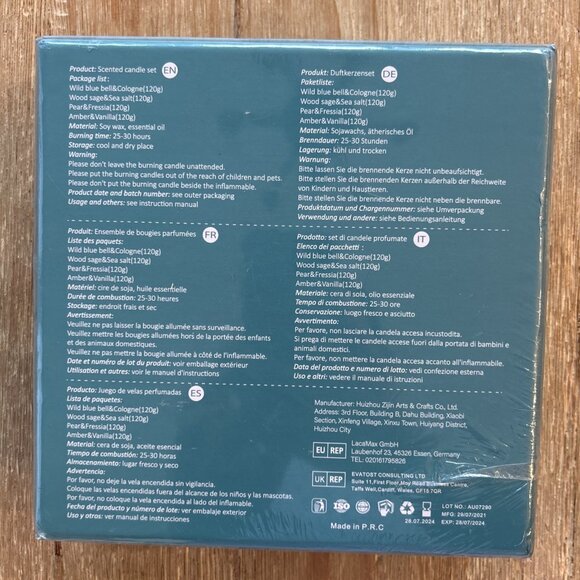 Product: Scented candle set EN
Package list :
Wild blue bell&Cologne(120g)
Wood sage&Sea salt(120g)
Pear&Fressia(120g)
Amber&Vanilla(120g)
Material: Soy wax, essential oil
Burning time: 25-30 hours
Storage: cool and dry place
Warning:
Please don't leave the burning candle unattended.
Please put the burning candles out of the reach of children and pets.
Please don't put the burning candle beside the inflammable.
Product date and batch number: see outer packaging
Usage and others: see instruction manual
Produkt: Duftkerzenset DE
Paketliste:
Wild blue bell&Cologne(120g)
Wood sage&Sea salt(120g)
Pear&Fressia(120g)
Amber&Vanilla(120g)
Material: Sojawachs, ätherisches Öl
Brenndauer: 25-30 Stunden
Lagerung: kühl und trocken
Warnung:
Bitte lassen Sie die brennende Kerze nicht unbeaufsichtigt.
Bitte stellen Sie die brennenden Kerzen außerhalb der Reichweite
von Kindern und Haustieren.
Bitte stellen Sie die brennende Kerze nicht neben die brennbare.
Produktdatum und Chargennummer: siehe Umverpackung
Verwendung und andere: siehe Bedienungsanleitung
Produit: Ensemble de bougies parfumées FR
Liste des paquets:
Wild blue bell&Cologne(120g)
Wood sage&Sea salt(120g)
Pear&Fressia(120g)
Amber&Vanilla(120g)
Matériel: cire de soja, huile essentielle
Durée de combustion: 25-30 heures
Stockage: endroit frais et sec
Avertissement:
Veuillez ne pas laisser la bougie allumée sans surveillance.
Veuillez mettre les bougies allumées hors de la portée des enfants
et des animaux domestiques.
Veuillez ne pas mettre la bougie allumée à côté de l'inflammable.
Date et numéro de lot du produit: voir emballage extérieur
Utilisation et autres: voir le manuel d'instructions
Prodotto: set di candele profumate IT
Elenco dei pacchetti :
Wild blue bell&Cologne(120g)
Wood sage&Sea salt(120g)
Pear&Fressia(120g)
Amber&Vanilla(120g)
Materiale: cera di soia, olio essenziale
Tempo di combustione: 25-30 ore
Conservazione: luogo fresco e asciutto
Avvertimento:
Per favore, non lasciare la candela accesa incustodita.
Si prega di mettere le candele accese fuori dalla portata di bambini e
animali domestici.
Per favore, non mettere la candela accesa accanto all'infiammabile.
Data del prodotto e numero di lotto: vedi confezione esterna
Uso e altri: vedere il manuale di istruzioni
Producto: Juego de velas perfumadas ES
Lista de paquetes:
Wild blue bell&Cologne(120g)
Wood sage&Sea salt(120g)
Pear&Fressia(120g)
Amber&Vanilla(120g)
Material: cera de soja, aceite esencial
Tiempo de combustión: 25-30 horas
Almacenamiento: lugar fresco y seco
Advertencia:
Por favor, no deje la vela encendida sin vigilancia.
Coloque las velas encendidas fuera del alcance de los niños y las mascotas.
Por favor, no coloque la vela encendida al lado del inflamable.
Fecha del producto y número de lote: ver embalaje exterior
Uso y otros: ver manual de instrucciones
Manufacturer: Huizhou Zijin Arts & Crafts Co., Ltd.
Address: 3rd Floor, Building B, Dahu Building, Xiaobi
Section, Xinfeng Village, Xinxu Town, Huiyang District,
Huizhou City
EU REP
LacaMax GmbH
Laubenhof 23, 45326 Essen, Germany
TEL: 020161795826
UK REP
EVATOST CONSULTING LTD
Suite 11,First Floor,Moy Road Business Centre,
Taffs Well,Cardiff, Wales, CF15 7QR
ISO
28.07.2024
LOT NO: AU07290
MFG: 29/07/2021
EXP: 28/07/2024
Made in P.R.C